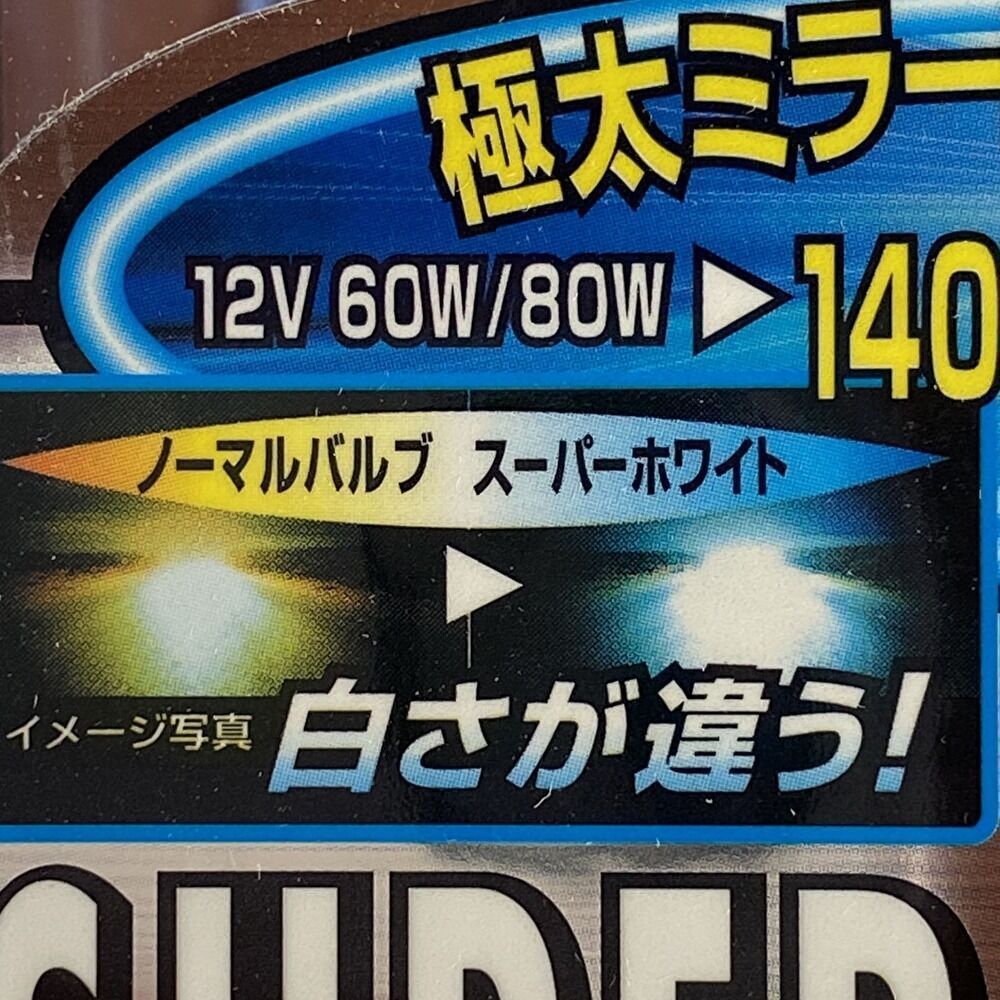 極太ミラー
12V 60W/80W ▶ 140
ノーマルバルブ スーパーホワイト
イメージ写真
白さが違う!
SUPER